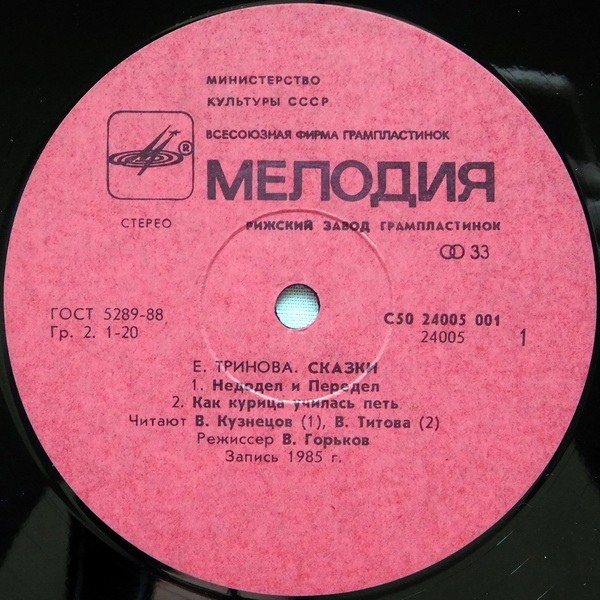 МИНИСТЕРСТВО
КУЛЬТУРЫ СССР
ВСЕСОЮЗНАЯ ФИРМА ГРАМПЛАСТИНОК
®
МЕЛОДИЯ
СТЕРЕО
РИЖСКИЙ ЗАВОД ГРАМПЛАСТИНОК
33
ГОСТ 5289-88
Гр. 2. 1-20
С50 24005 001
24005
1
Е. ТРИНОВА. СКАЗКИ
1. Недодел и Передел
2. Как курица училась петь
Читают В. Кузнецов (1), В. Титова (2)
Режиссер В. Горьков
Запись 1985 г.